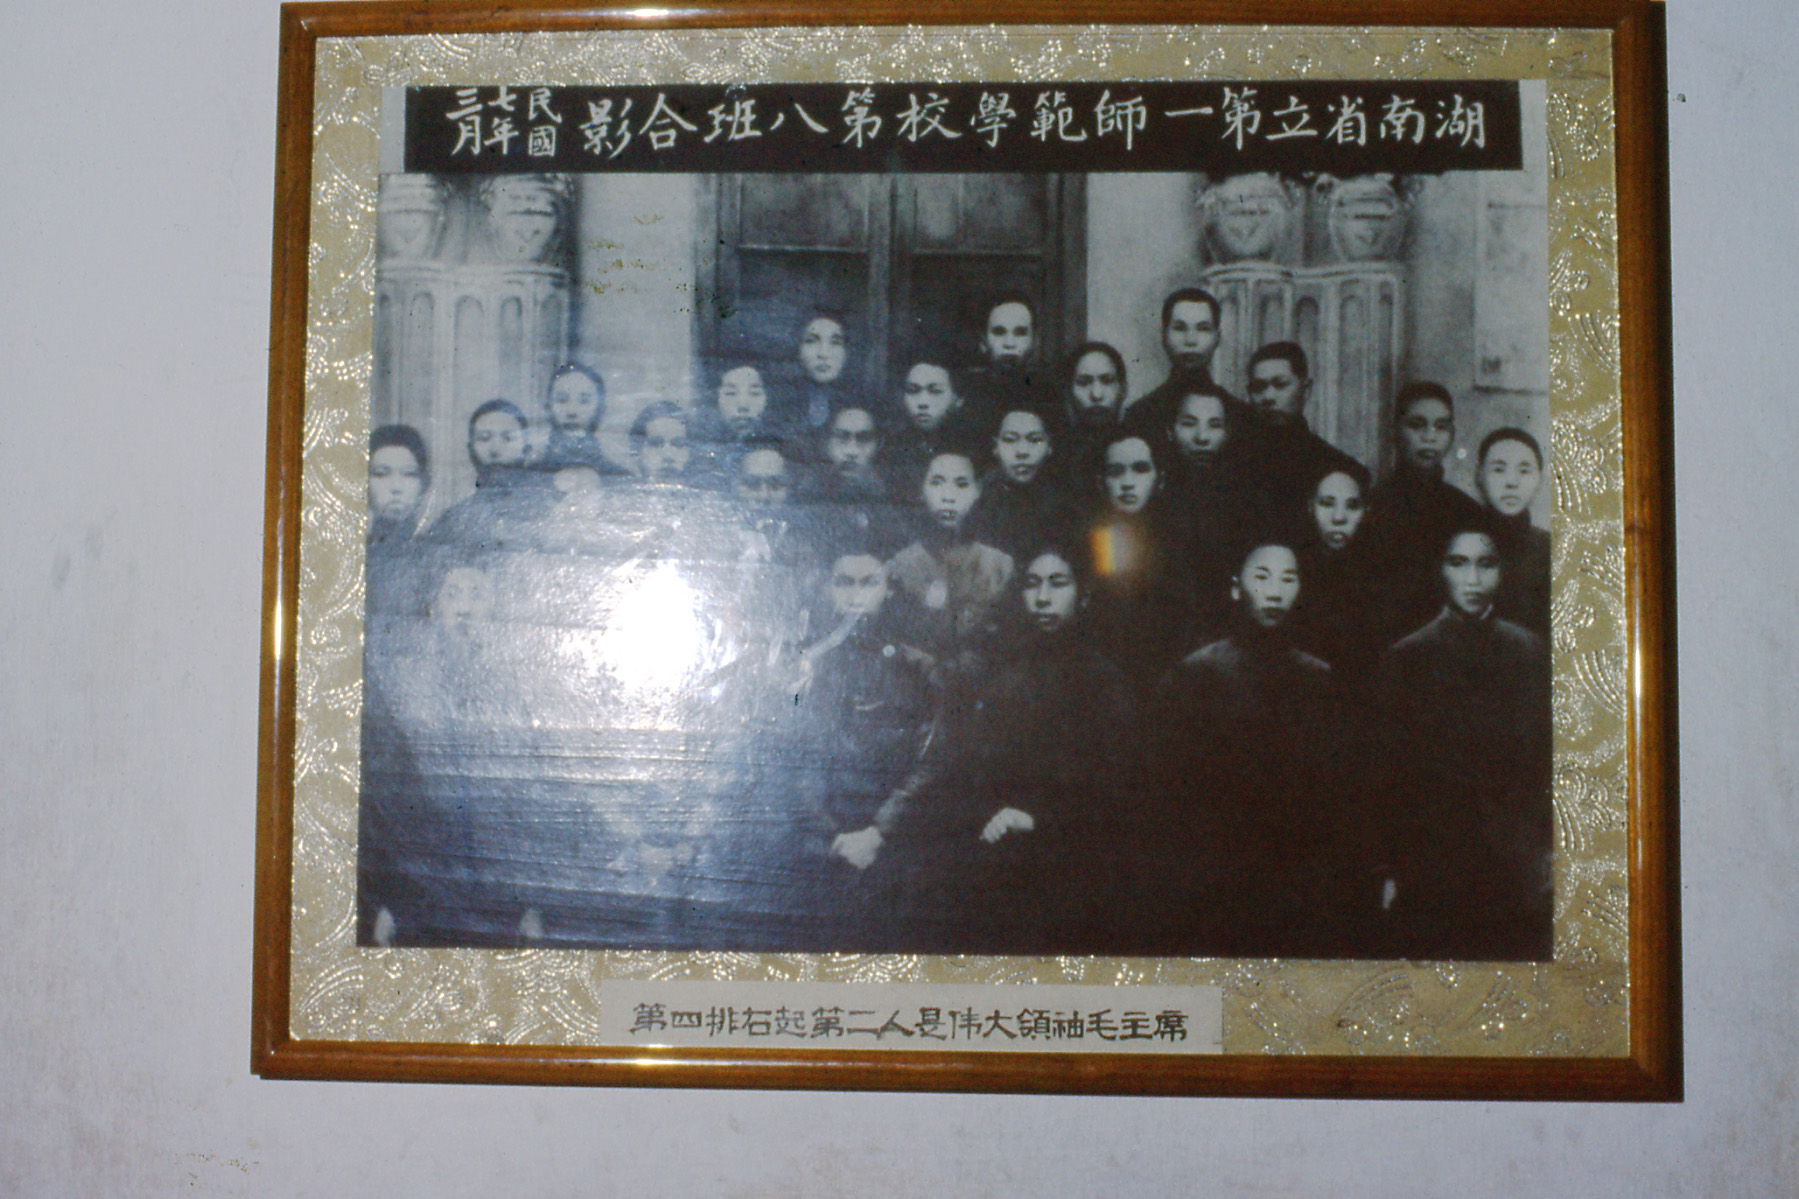 湖南省立第一師範學校第八班合影
民國
七年
三月
第四排右起第二人是伟大領袖毛主席